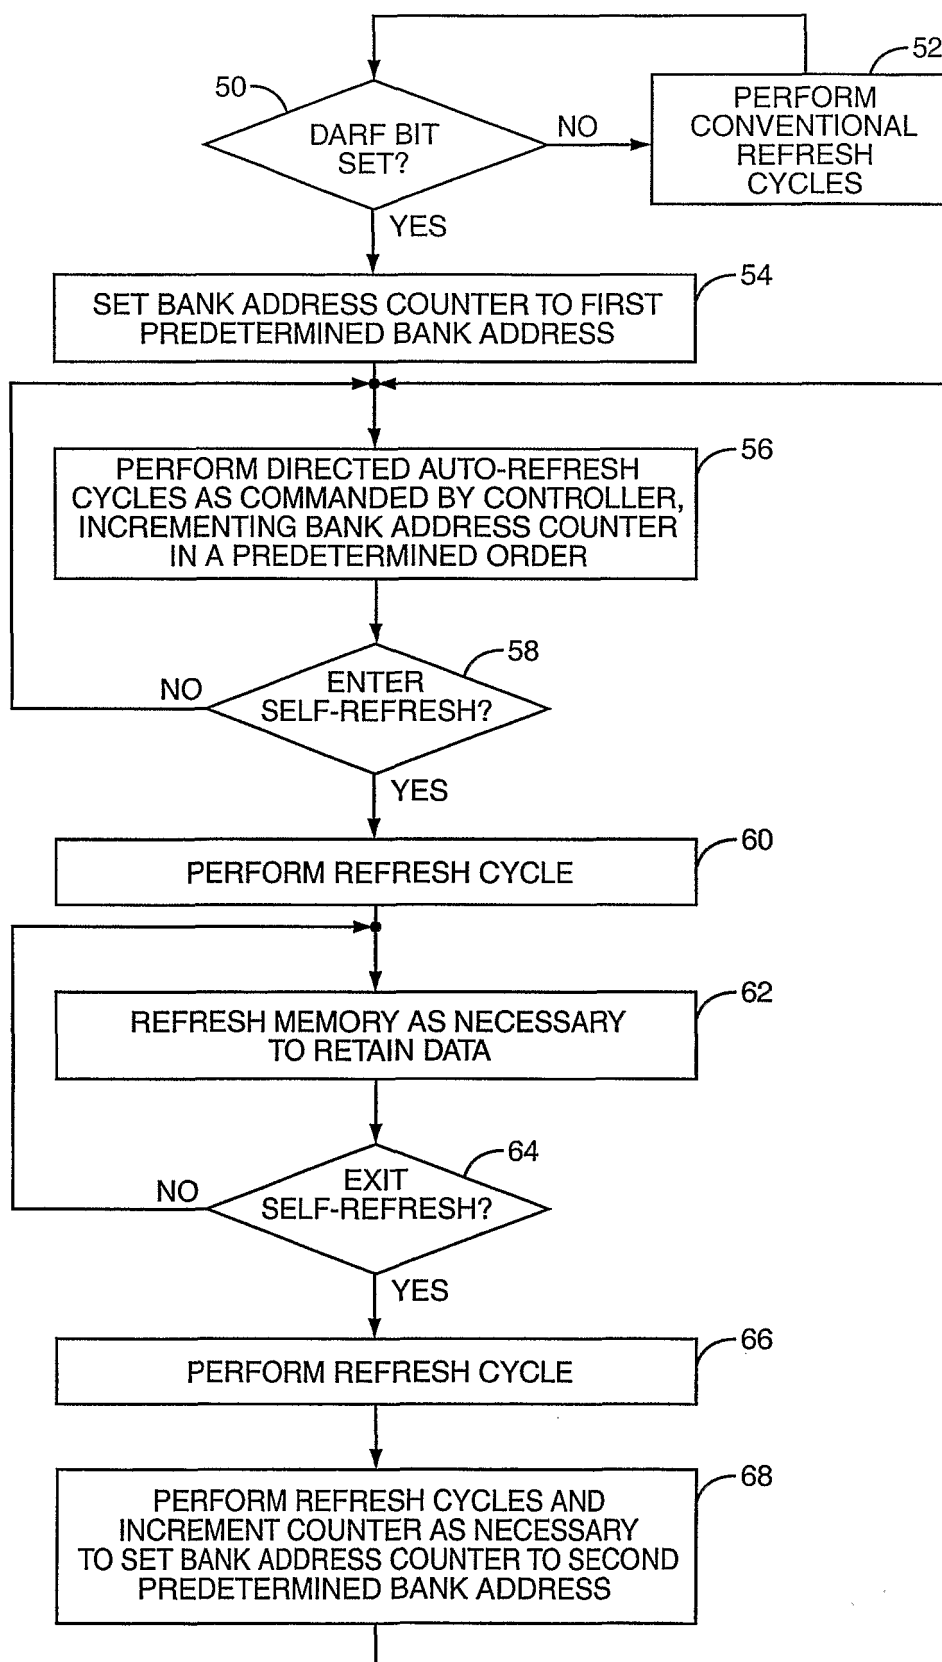 52
50
PERFORM
CONVENTIONAL
REFRESH
CYCLES
DARF BIT
SET?
NO
YES
54
SET BANK ADDRESS COUNTER TO FIRST
PREDETERMINED BANK ADDRESS
56
PERFORM DIRECTED AUTO-REFRESH
CYCLES AS COMMANDED BY CONTROLLER,
INCREMENTING BANK ADDRESS COUNTER
IN A PREDETERMINED ORDER
58
ENTER
SELF-REFRESH?
NO
YES
60
PERFORM REFRESH CYCLE
62
REFRESH MEMORY AS NECESSARY
TO RETAIN DATA
64
EXIT
SELF-REFRESH?
NO
YES
66
PERFORM REFRESH CYCLE
68
PERFORM REFRESH CYCLES AND
INCREMENT COUNTER AS NECESSARY
TO SET BANK ADDRESS COUNTER TO SECOND
PREDETERMINED BANK ADDRESS